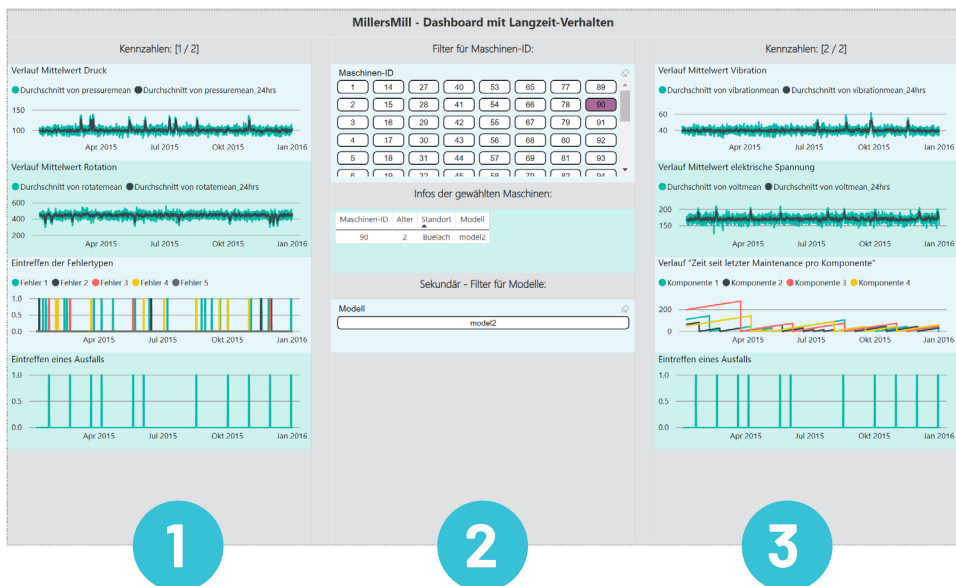 MillersMill - Dashboard mit Langzeit-Verhalten
Kennzahlen: [1 / 2]
Verlauf Mittelwert Druck
Durchschnitt von pressuremean Durchschnitt von pressuremean_24hrs
150
100
Apr 2015 Jul 2015 Okt 2015 Jan 2016
Verlauf Mittelwert Rotation
Durchschnitt von rotatemean Durchschnitt von rotatemean_24hrs
600
400
200
Apr 2015 Jul 2015 Okt 2015 Jan 2016
Eintreffen der Fehlertypen
Fehler 1 Fehler 2 Fehler 3 Fehler 4 Fehler 5
1.0
0.5
0.0
Apr 2015 Jul 2015 Okt 2015 Jan 2016
Eintreffen eines Ausfalls
1.0
0.5
0.0
Apr 2015 Jul 2015 Okt 2015 Jan 2016
1
Filter für Maschinen-ID:
Maschinen-ID
1 14 27 40 53 65 77 89
2 15 28 41 54 66 78 90
3 16 29 42 55 67 79 91
4 17 30 43 56 68 80 92
5 18 31 44 57 69 81 93
6 19 32 45 58 70 82 94
Infos der gewählten Maschinen:
Maschinen-ID Alter Standort Modell
90 2 Buelach model2
Sekundär - Filter für Modelle:
Modell
model2
2
Kennzahlen: [2 / 2]
Verlauf Mittelwert Vibration
Durchschnitt von vibrationmean Durchschnitt von vibrationmean_24hrs
60
40
Apr 2015 Jul 2015 Okt 2015 Jan 2016
Verlauf Mittelwert elektrische Spannung
Durchschnitt von voltmean Durchschnitt von voltmean_24hrs
200
150
Apr 2015 Jul 2015 Okt 2015 Jan 2016
Verlauf "Zeit seit letzter Maintenance pro Komponente"
Komponente 1 Komponente 2 Komponente 3 Komponente 4
200
0
Apr 2015 Jul 2015 Okt 2015 Jan 2016
Eintreffen eines Ausfalls
1.0
0.5
0.0
Apr 2015 Jul 2015 Okt 2015 Jan 2016
3